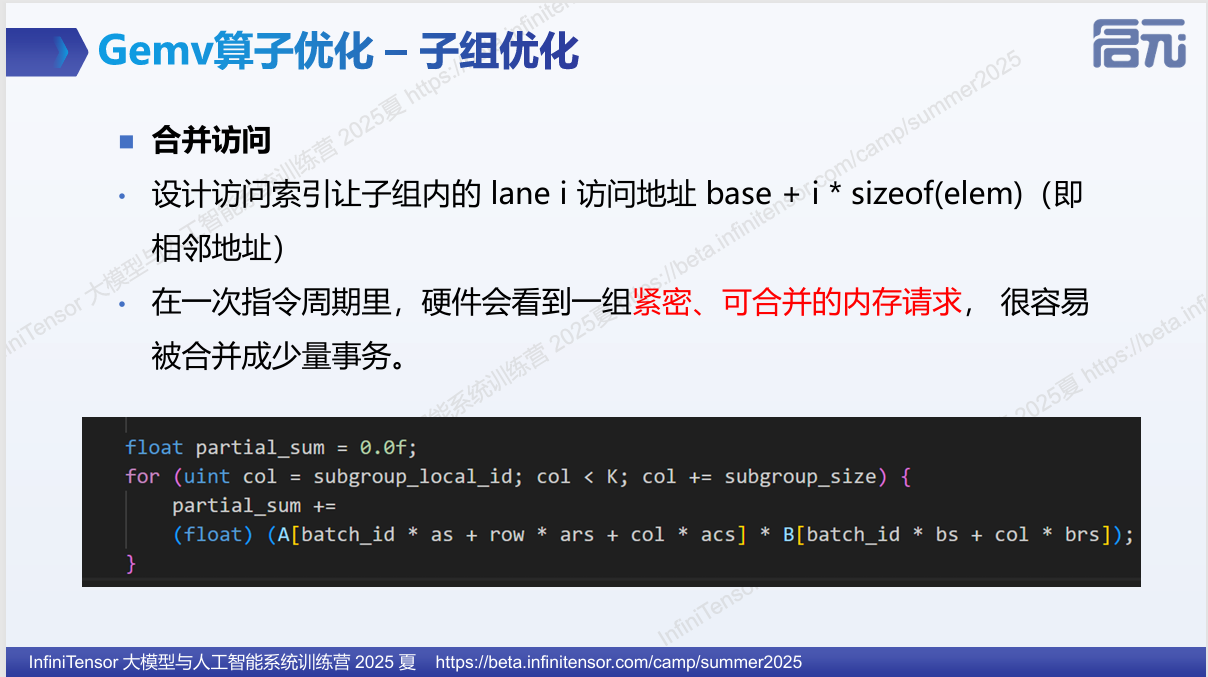 Gemv算子优化 – 子组优化
启元
合并访问
设计访问索引让子组内的 lane i 访问地址 base + i * sizeof(elem)（即
相邻地址）
在一次指令周期里，硬件会看到一组紧密、可合并的内存请求， 很容易
被合并成少量事务。
float partial_sum = 0.0f;
for (uint col = subgroup_local_id; col < K; col += subgroup_size) {
partial_sum +=
(float) (A[batch_id * as + row * ars + col * acs] * B[batch_id * bs + col * brs]);
}
InfiniTensor 大模型与人工智能系统训练营 2025 夏 https://beta.infinitensor.com/camp/summer2025
InfiniTensor 大模型与人工智能系统训练营 2025夏 https://beta.infinitensor.com/camp/summer2025